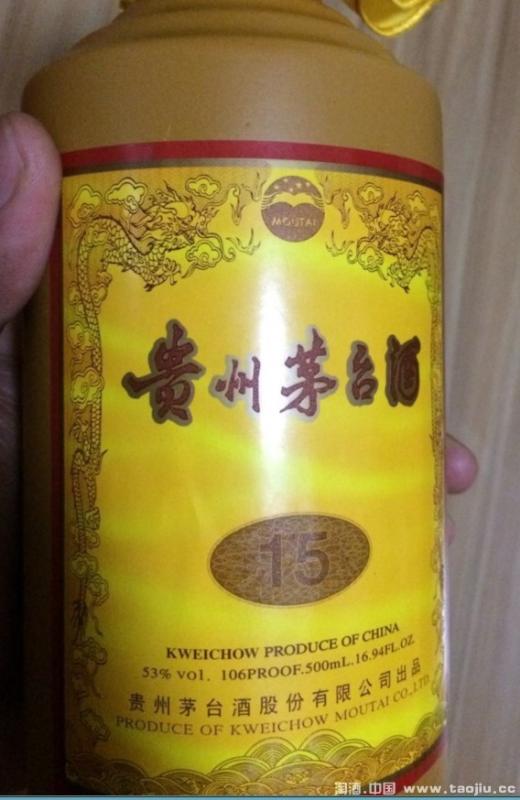 MOUTAI
贵州茅台酒
15
KWEICHOW PRODUCE OF CHINA
53% vol. 106PROOF.500mL.16.94FL.OZ.
贵州茅台酒股份有限公司出品
PRODUCE OF KWEICHOW MOUTAI CO.,LTD.
淘酒.中国 www.taojiu.cc